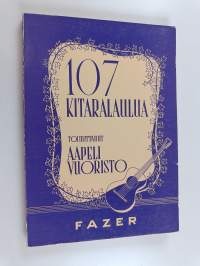 107
KITARALAULUA
TOIMITTANUT
AAPELI
VUORISTO
FAZER